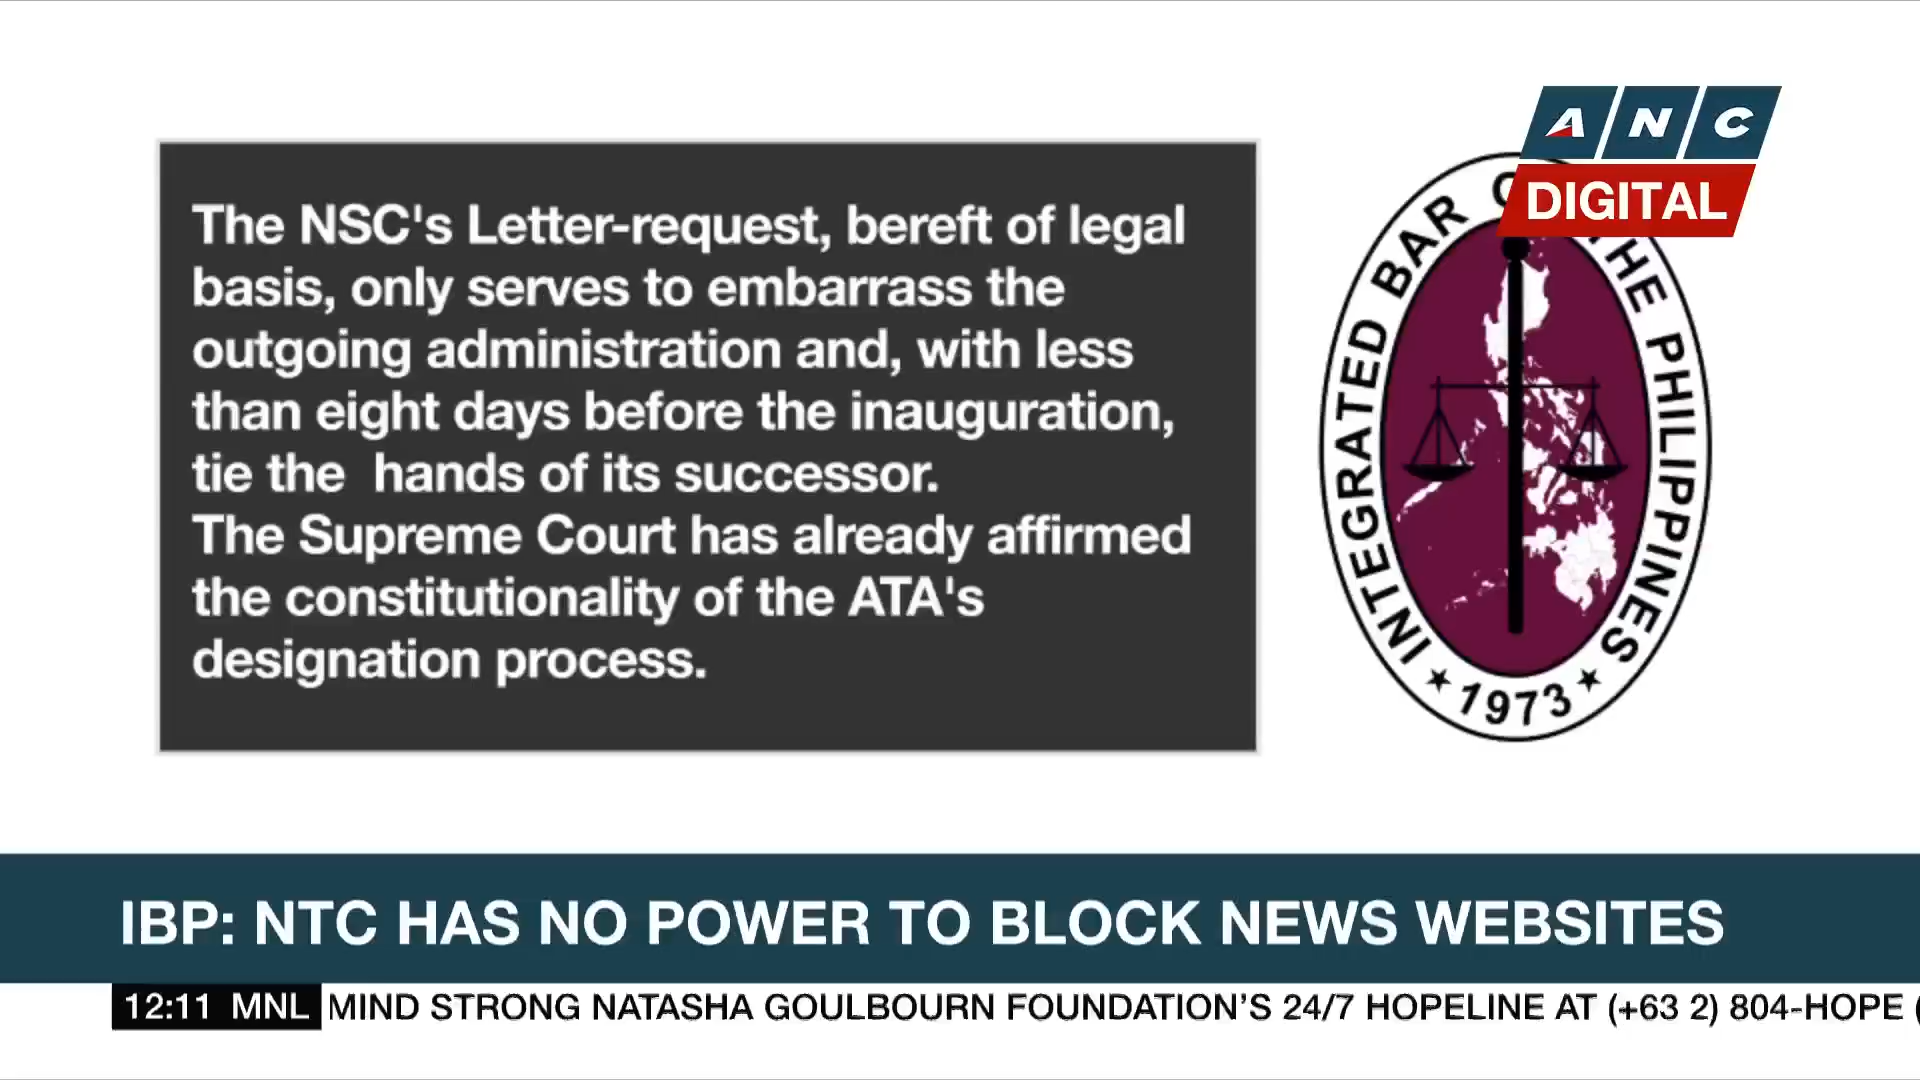 ANC
DIGITAL
The NSC's Letter-request, bereft of legal
basis, only serves to embarrass the
outgoing administration and, with less
than eight days before the inauguration,
tie the  hands of its successor.
The Supreme Court has already affirmed
the constitutionality of the ATA's
designation process.
INTEGRATED BAR THE PHILIPPINES
★ 1973 ★
IBP: NTC HAS NO POWER TO BLOCK NEWS WEBSITES
12:11 MNL MIND STRONG NATASHA GOULBOURN FOUNDATION’S 24/7 HOPELINE AT (+63 2) 804-HOPE (